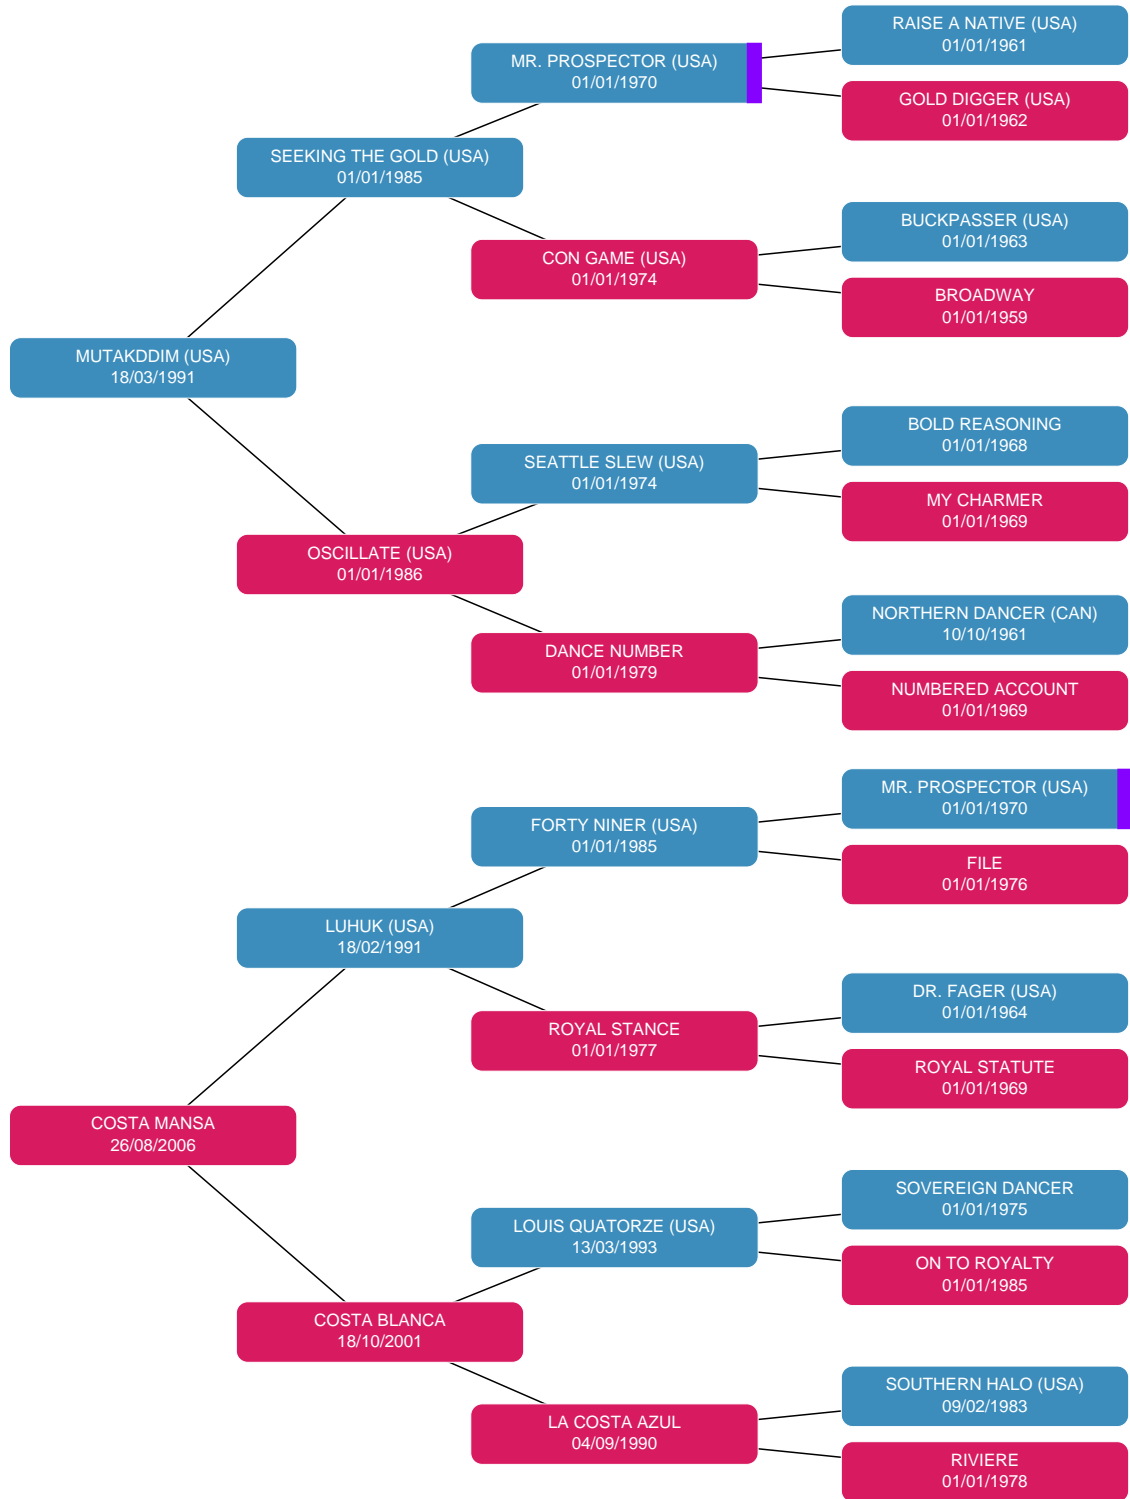 RAISE A NATIVE (USA)
01/01/1961
MR. PROSPECTOR (USA)
01/01/1970
GOLD DIGGER (USA)
01/01/1962
SEEKING THE GOLD (USA)
01/01/1985
BUCKPASSER (USA)
01/01/1963
CON GAME (USA)
01/01/1974
BROADWAY
01/01/1959
MUTAKDDIM (USA)
18/03/1991
BOLD REASONING
01/01/1968
SEATTLE SLEW (USA)
01/01/1974
MY CHARMER
01/01/1969
OSCILLATE (USA)
01/01/1986
NORTHERN DANCER (CAN)
10/10/1961
DANCE NUMBER
01/01/1979
NUMBERED ACCOUNT
01/01/1969
MR. PROSPECTOR (USA)
01/01/1970
FORTY NINER (USA)
01/01/1985
FILE
01/01/1976
LUHUK (USA)
18/02/1991
DR. FAGER (USA)
01/01/1964
ROYAL STANCE
01/01/1977
ROYAL STATUTE
01/01/1969
COSTA MANSA
26/08/2006
SOVEREIGN DANCER
01/01/1975
LOUIS QUATORZE (USA)
13/03/1993
ON TO ROYALTY
01/01/1985
COSTA BLANCA
18/10/2001
SOUTHERN HALO (USA)
09/02/1983
LA COSTA AZUL
04/09/1990
RIVIERE
01/01/1978